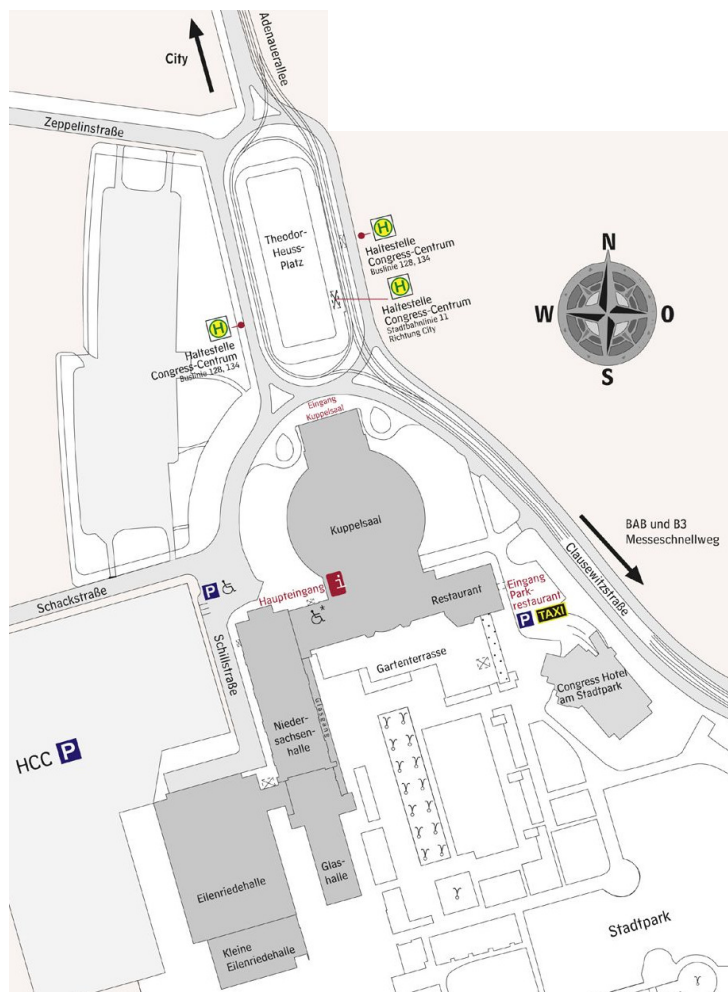 City
Adenauerallee
Zeppelinstraße
Theodor-
Heuss-
Platz
H
Haltestelle
Congress-Centrum
Buslinie 128, 134
H
Haltestelle
Congress-Centrum
Stadtbahnlinie 11
Richtung City
H
Haltestelle
Congress-Centrum
Buslinie 128, 134
N
W
O
S
Eingang
Kuppelsaal
Kuppelsaal
BAB und B3
Messeschnellweg
Clausewitzstraße
Schackstraße
P
Haupteingang
i
*
Restaurant
Eingang
Park-
restaurant
P
TAXI
Schillstraße
Gartenterrasse
Congress Hotel
am Stadtpark
Glasgang
Nieder-
sachsen-
halle
HCC P
Glas-
halle
Eilenriedehalle
Kleine
Eilenriedehalle
Stadtpark